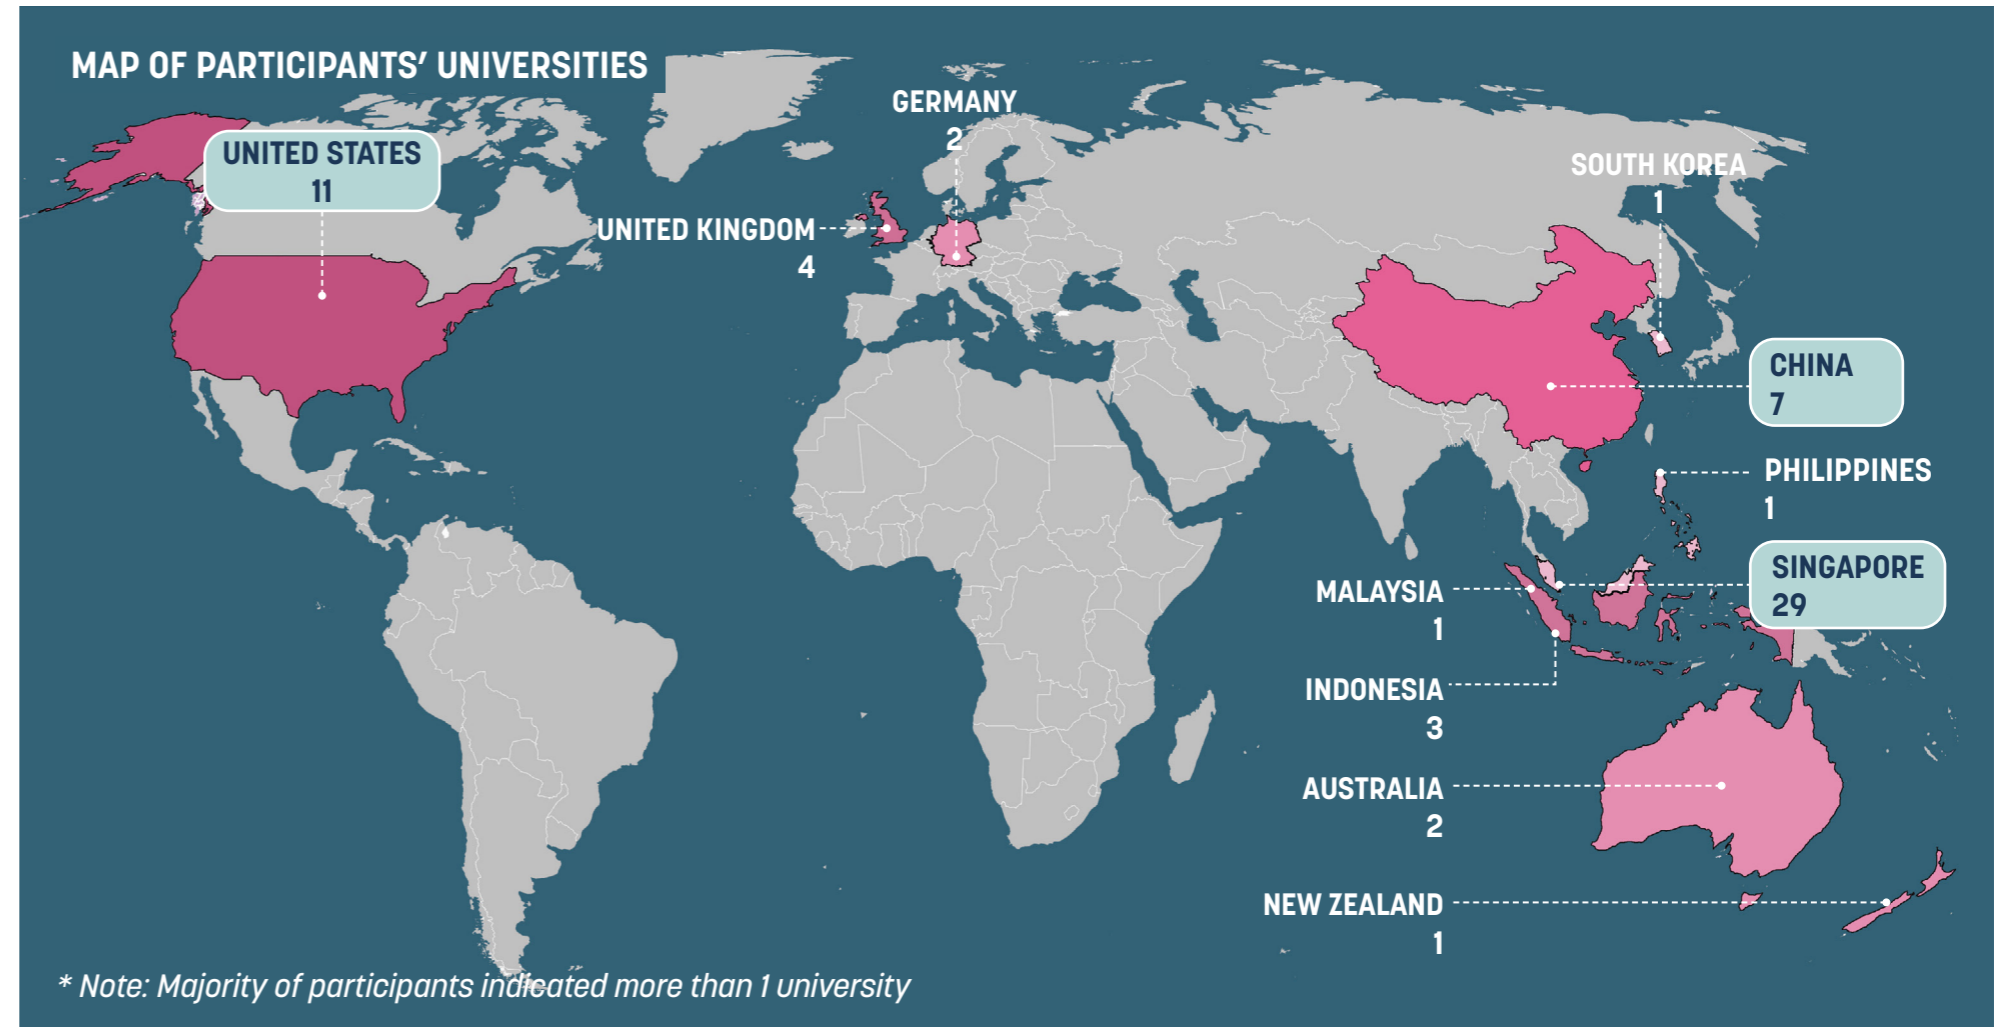 MAP OF PARTICIPANTS' UNIVERSITIES
GERMANY
2
UNITED STATES
11
SOUTH KOREA
1
UNITED KINGDOM
4
CHINA
7
PHILIPPINES
1
SINGAPORE
29
MALAYSIA
1
INDONESIA
3
AUSTRALIA
2
NEW ZEALAND
1
* Note: Majority of participants indicated more than 1 university